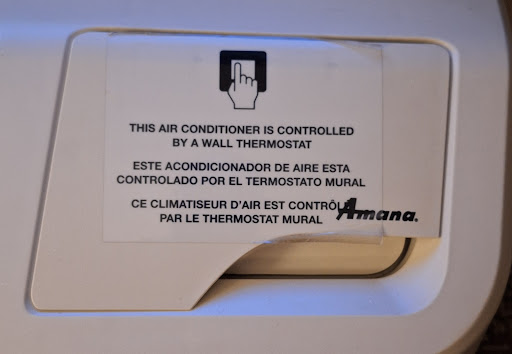 THIS AIR CONDITIONER IS CONTROLLED
BY A WALL THERMOSTAT
ESTE ACONDICIONADOR DE AIRE ESTA
CONTROLADO POR EL TERMOSTATO MURAL
CE CLIMATISEUR D'AIR EST CONTRÔLÉ
PAR LE THERMOSTAT MURAL
Amana®